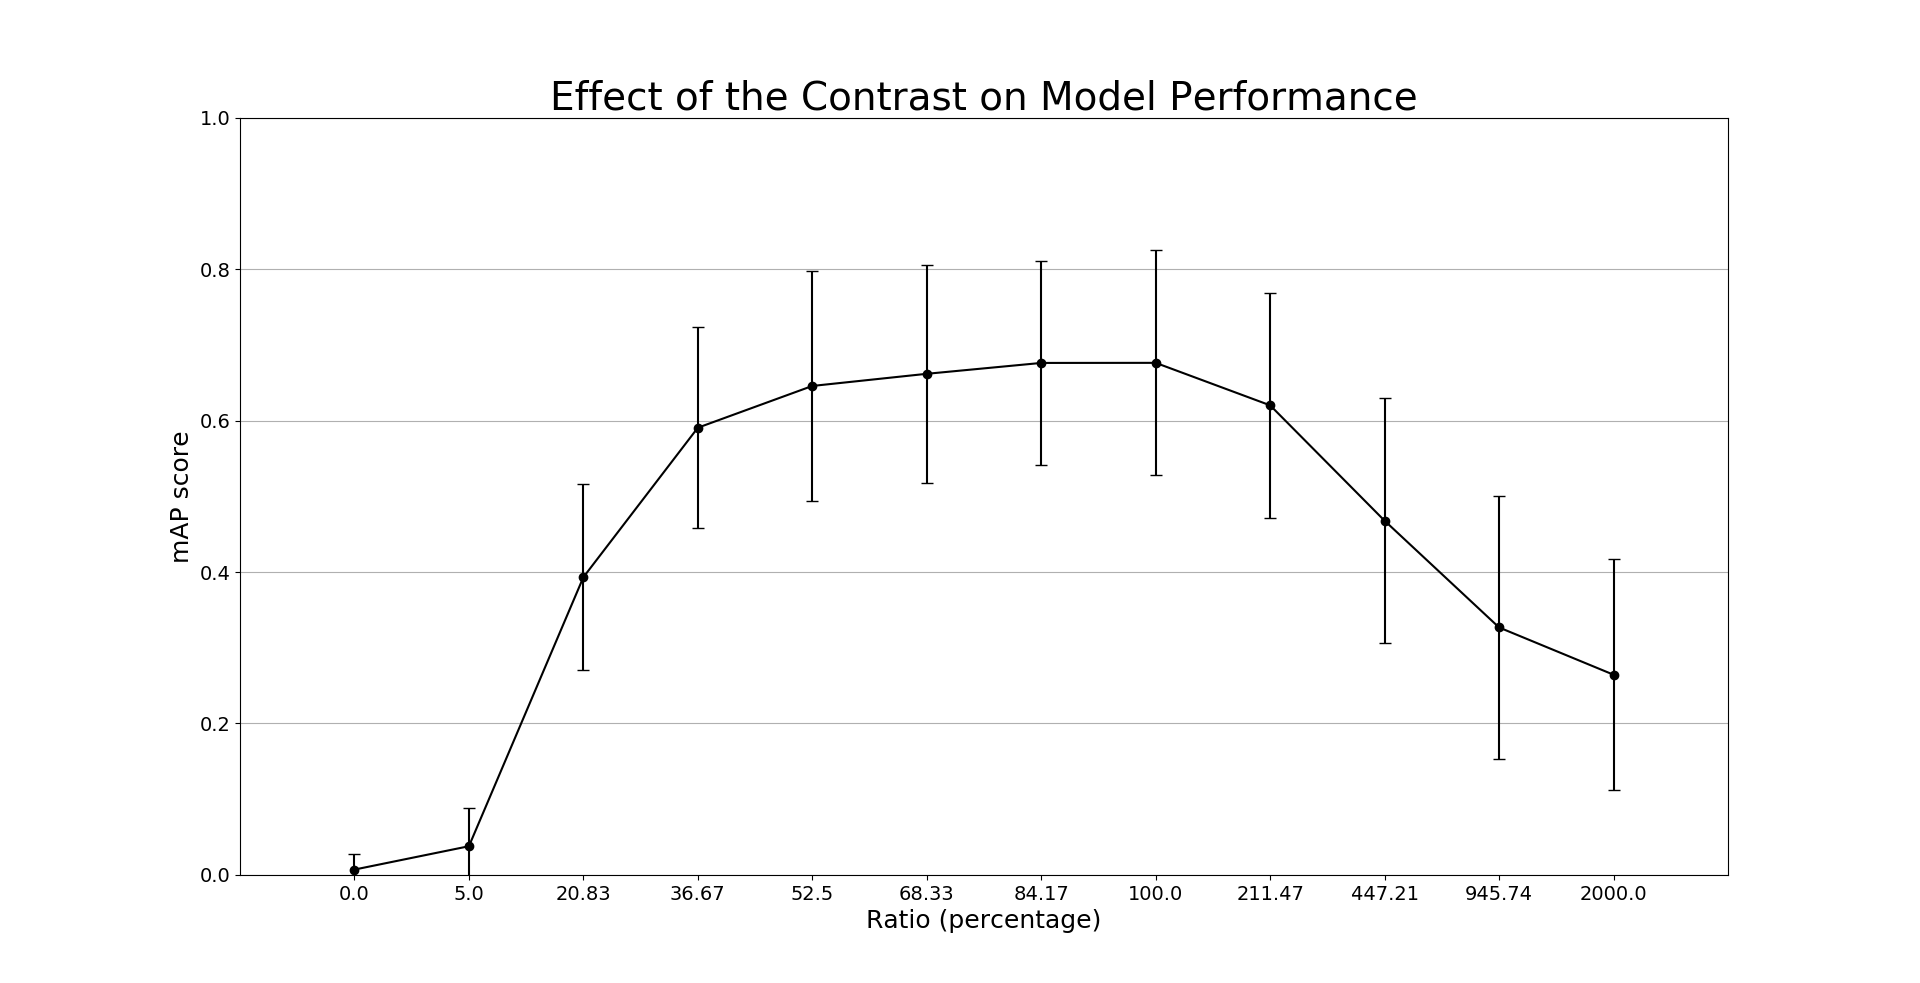 Effect of the Contrast on Model Performance
1.0
0.8
0.6
0.4
0.2
0.0
mAP score
0.0 5.0 20.83 36.67 52.5 68.33 84.17 100.0 211.47 447.21 945.74 2000.0
Ratio (percentage)